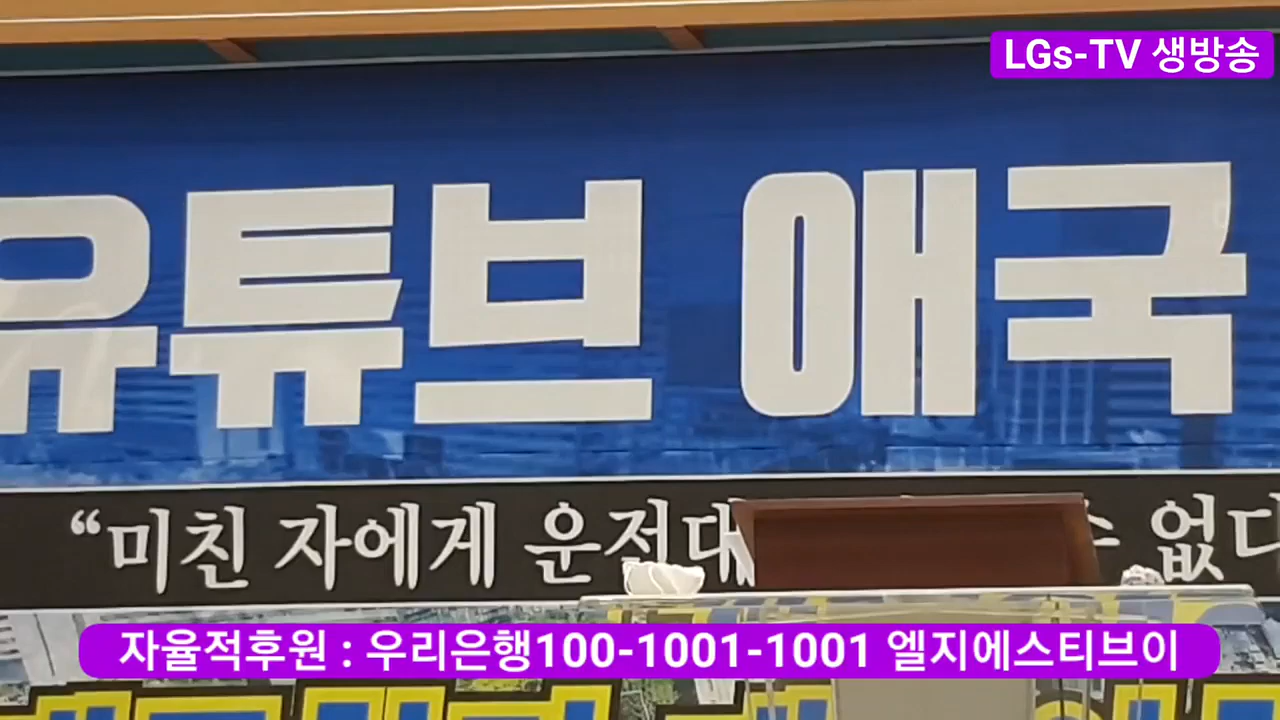 LGs-TV 생방송
유튜브 애국
“미친 자에게 운전대 수 없다
자율적후원 : 우리은행100-1001-1001 엘지에스티브이